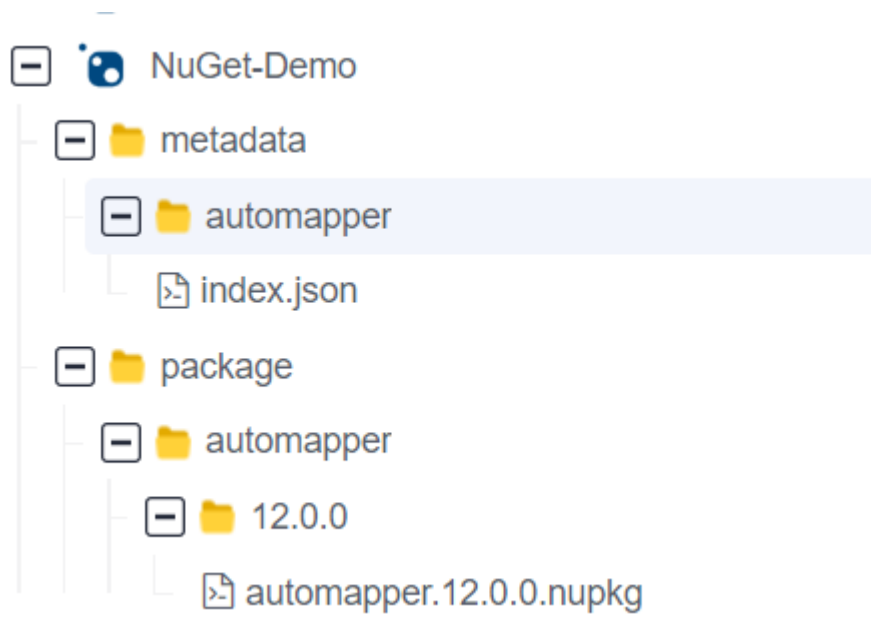 NuGet-Demo
metadata
automapper
index.json
package
automapper
12.0.0
automapper.12.0.0.nupkg